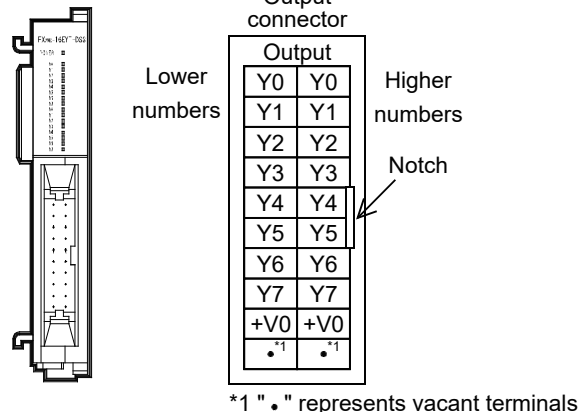 Output
connector
Output
Lower
numbers
Higher
numbers
Y0 Y0
Y1 Y1
Y2 Y2
Y3 Y3
Y4 Y4
Y5 Y5
Y6 Y6
Y7 Y7
+V0 +V0
•*1 •*1
Notch
*1 " • " represents vacant terminals
POWER